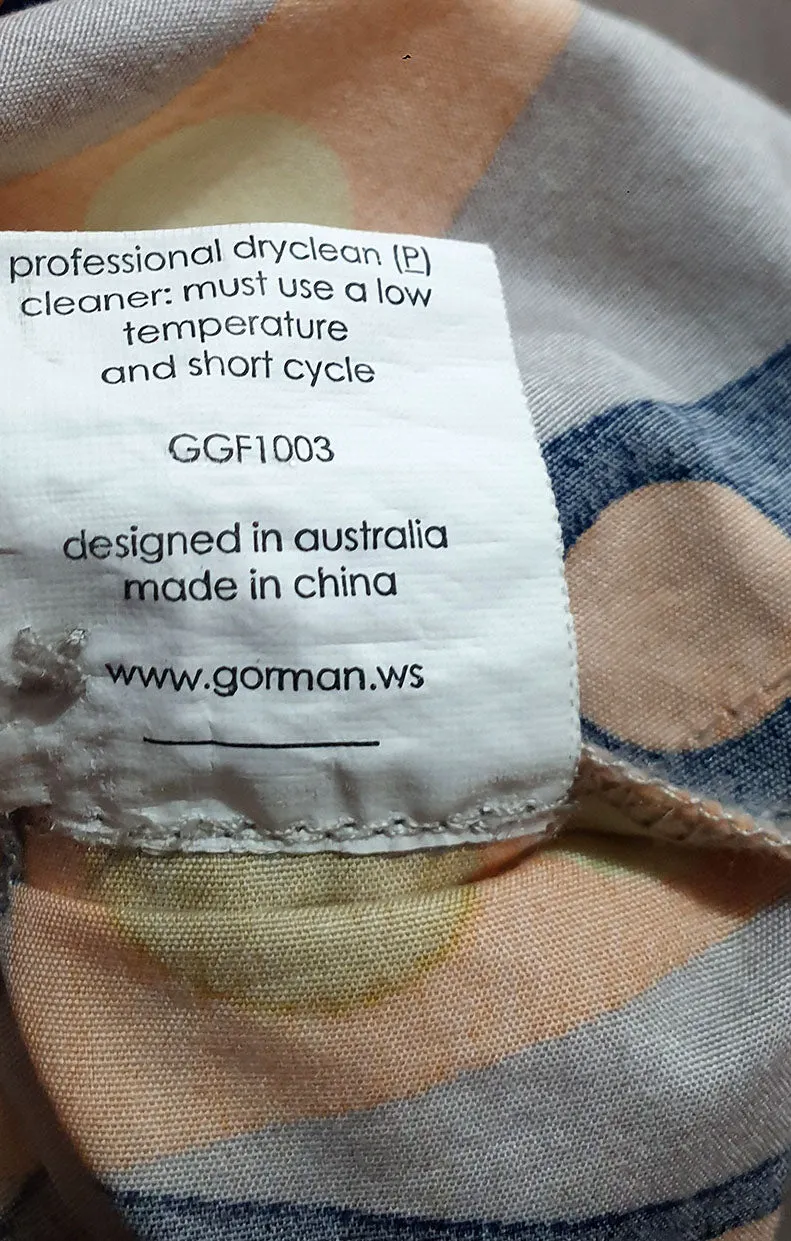 professional dryclean (P)
cleaner: must use a low
temperature
and short cycle
GGF1003
designed in australia
made in china
www.gorman.ws